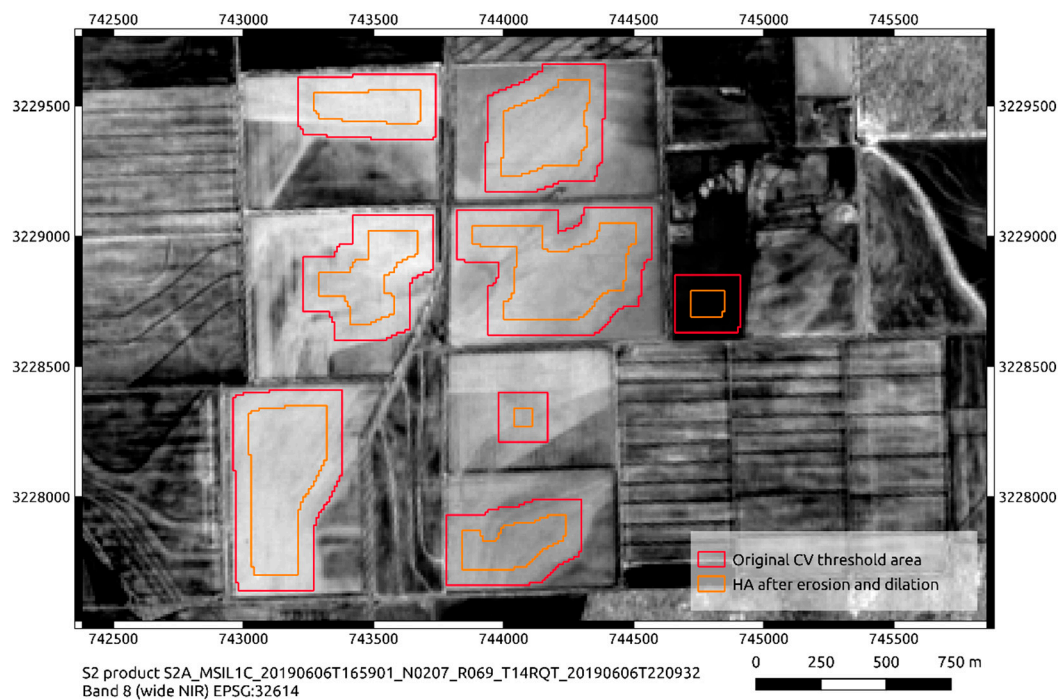 742500 743000 743500 744000 744500 745000 745500
3229500 3229500
3229000 3229000
3228500 3228500
3228000 3228000
Original CV threshold area
HA after erosion and dilation
742500 743000 743500 744000 744500 745000 745500
S2 product S2A_MSIL1C_20190606T165901_N0207_R069_T14RQT_20190606T220932
Band 8 (wide NIR) EPSG:32614
0 250 500 750 m